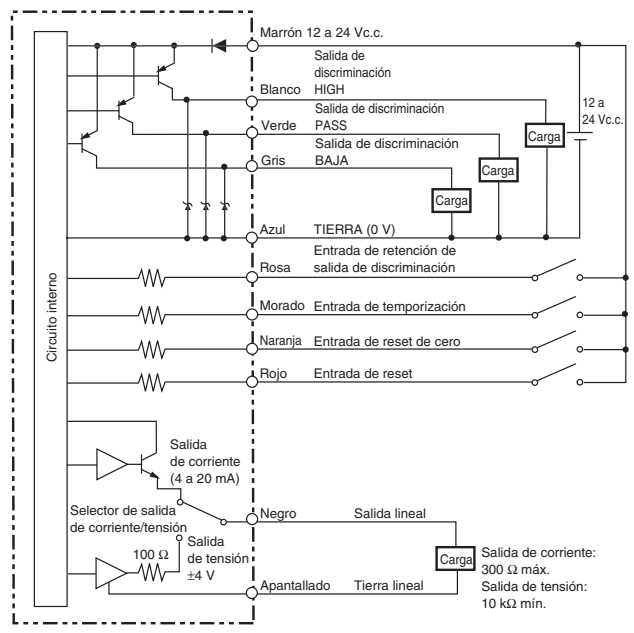 Marrón 12 a 24 Vc.c.
Salida de
discriminación
Blanco HIGH
Salida de discriminación
Verde PASS
Salida de discriminación
Gris BAJA
Carga
Carga
Carga
12 a
24 Vc.c.
Azul TIERRA (0 V)
Entrada de retención de
Rosa salida de discriminación
Morado Entrada de temporización
Naranja Entrada de reset de cero
Rojo Entrada de reset
Circuito interno
Salida
de corriente
(4 a 20 mA)
Selector de salida
de corriente/tensión
Negro Salida lineal
100 Ω
Salida
de tensión
±4 V
Carga
Salida de corriente:
300 Ω máx.
Salida de tensión:
10 kΩ mín.
Apantallado Tierra lineal